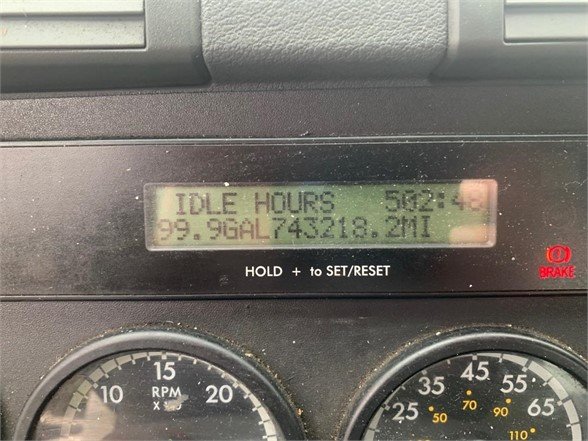 IDLE HOURS 502:48
99.9GAL743218.2MI
HOLD + to SET/RESET
BRAKE
10 15 20
RPM
25 35 45 55 65
50 70 90 110